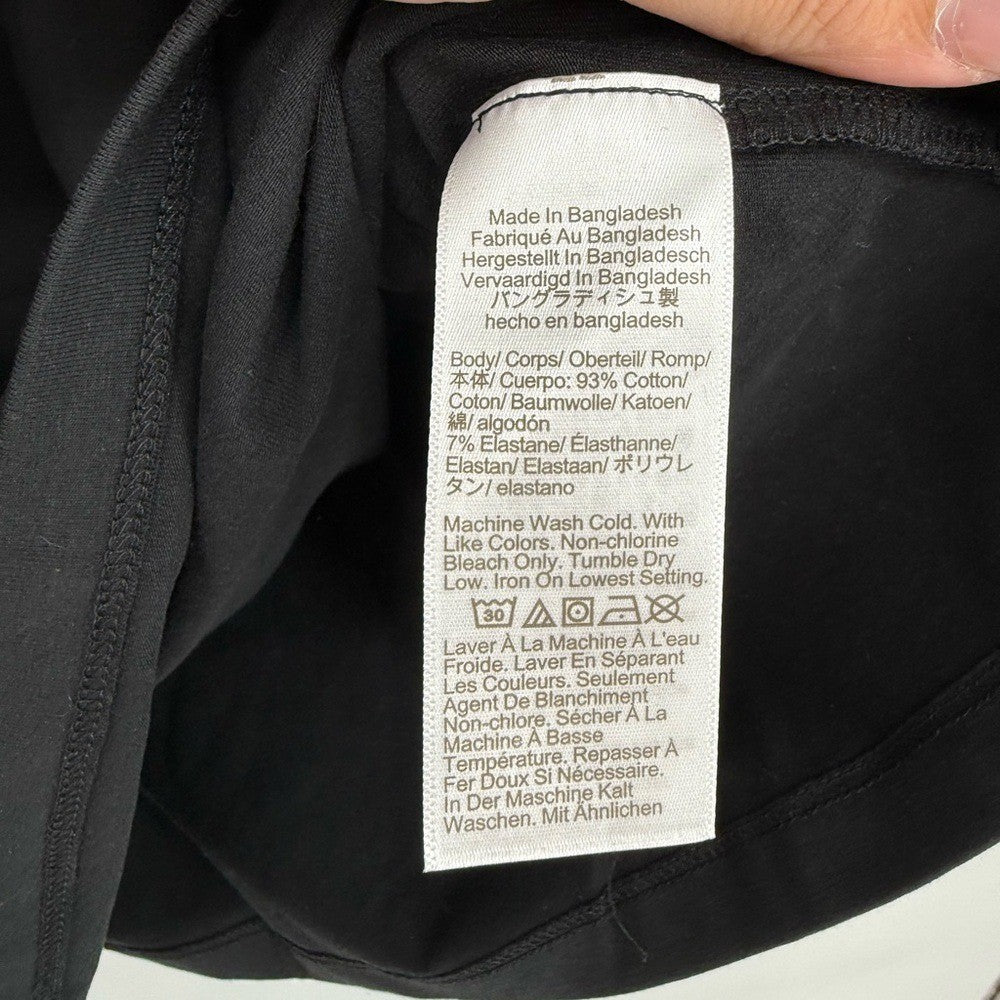 Made In Bangladesh
Fabriqué Au Bangladesh
Hergestellt In Bangladesch
Vervaardigd In Bangladesh
バングラディシュ製
hecho en bangladesh
Body/ Corps/ Oberteil/ Romp/
本体/ Cuerpo: 93% Cotton/
Coton/ Baumwolle/ Katoen/
綿/ algodón
7% Elastane/ Élasthanne/
Elastan/ Elastaan/ ポリウレ
タン/ elastano
Machine Wash Cold. With
Like Colors. Non-chlorine
Bleach Only. Tumble Dry
Low. Iron On Lowest Setting.
30
Laver À La Machine À L'eau
Froide. Laver En Séparant
Les Couleurs. Seulement
Agent De Blanchiment
Non-chlore. Sécher À La
Machine À Basse
Température. Repasser À
Fer Doux Si Nécessaire.
In Der Maschine Kalt
Waschen. Mit Ähnlichen